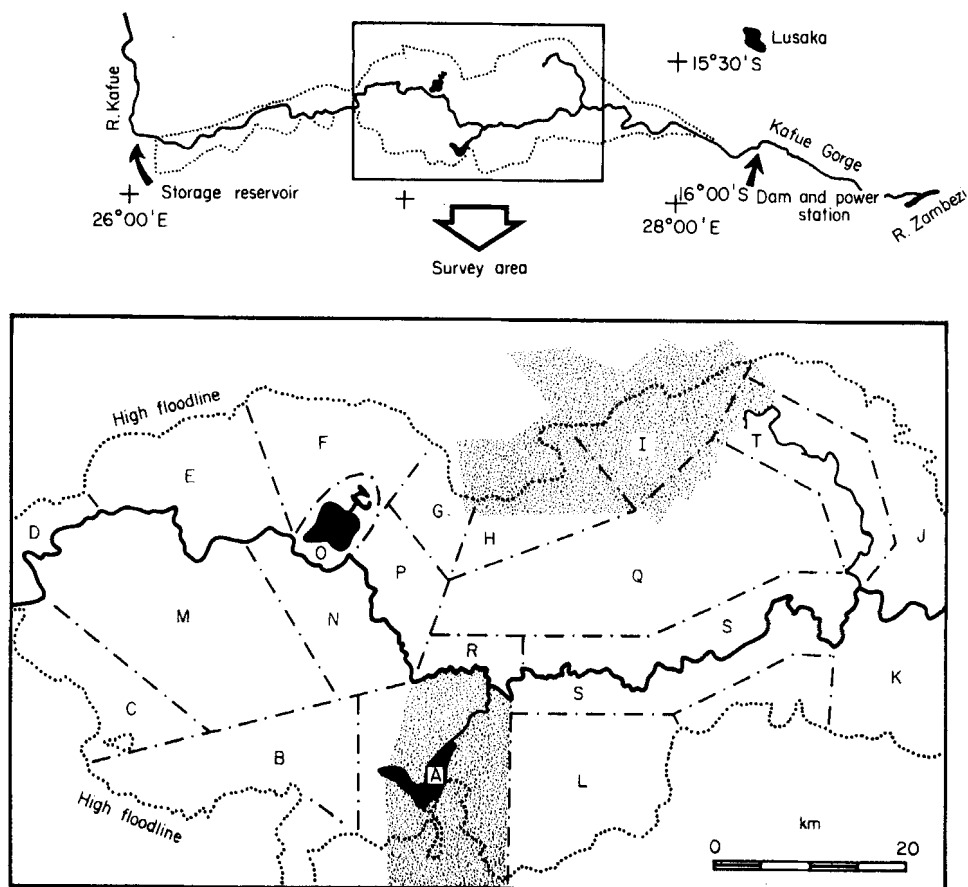 Lusaka
15°30'S
R. Kafue
Kafue Gorge
Storage reservoir
16°00'S
Dam and power
station
26°00'E
28°00'E
R. Zambezi
Survey area
High floodline
F
E
I
T
G
D
H
J
O
P
Q
M
N
S
R
S
K
C
B
A
L
High floodline
km
0
20